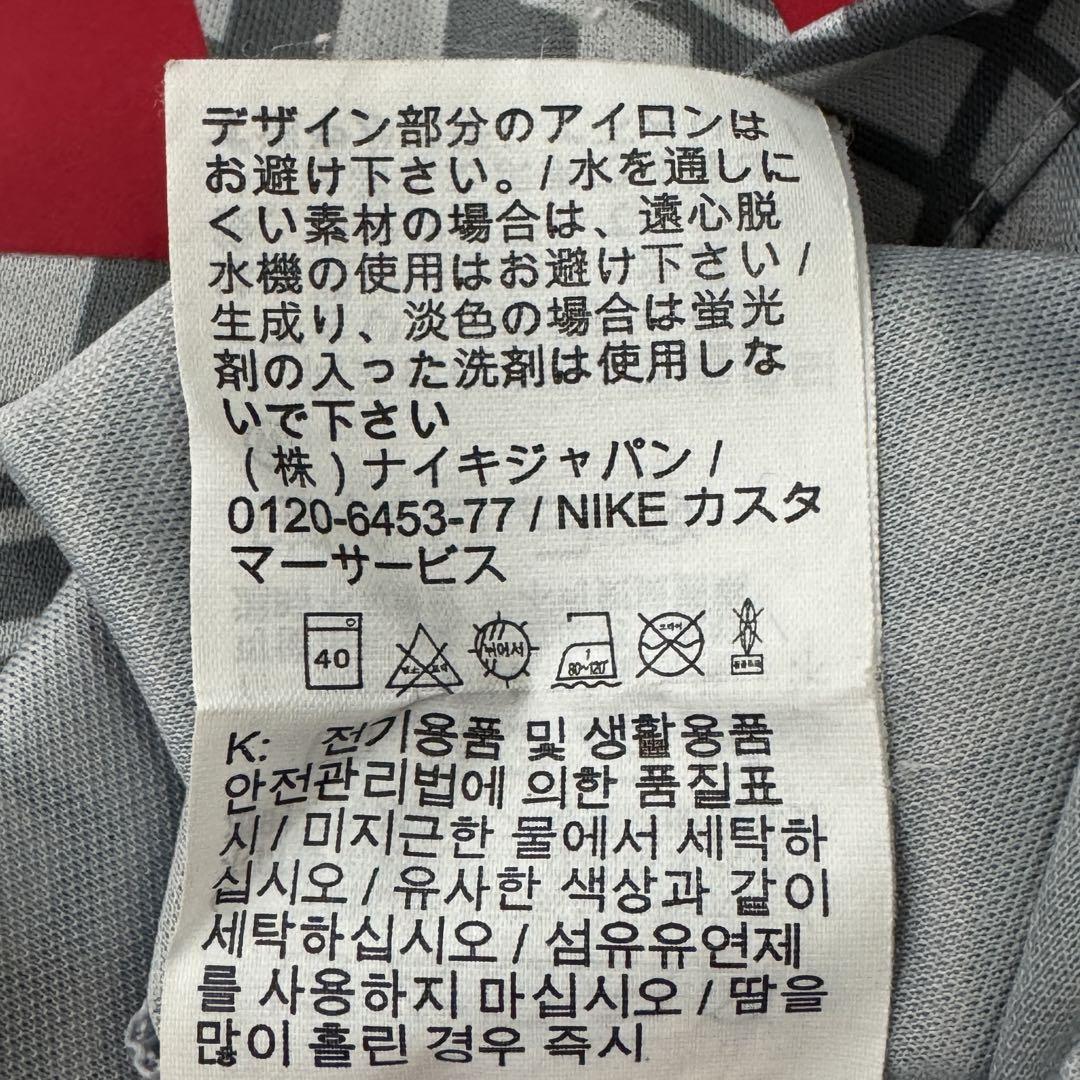 デザイン部分のアイロンは
お避け下さい。/ 水を通しに
くい素材の場合は、遠心脱
水機の使用はお避け下さい /
生成り、淡色の場合は蛍光
剤の入った洗剤は使用しな
いで下さい
(株)ナイキジャパン /
0120-6453-77 / NIKE カスタ
マーサービス
40 뉘어서 1 80~120℃ 드라이
K: 전기용품 및 생활용품
안전관리법에 의한 품질표
시 / 미지근한 물에서 세탁하
십시오 / 유사한 색상과 같이
세탁하십시오 / 섬유유연제
를 사용하지 마십시오 / 땀을
많이 흘린 경우 즉시